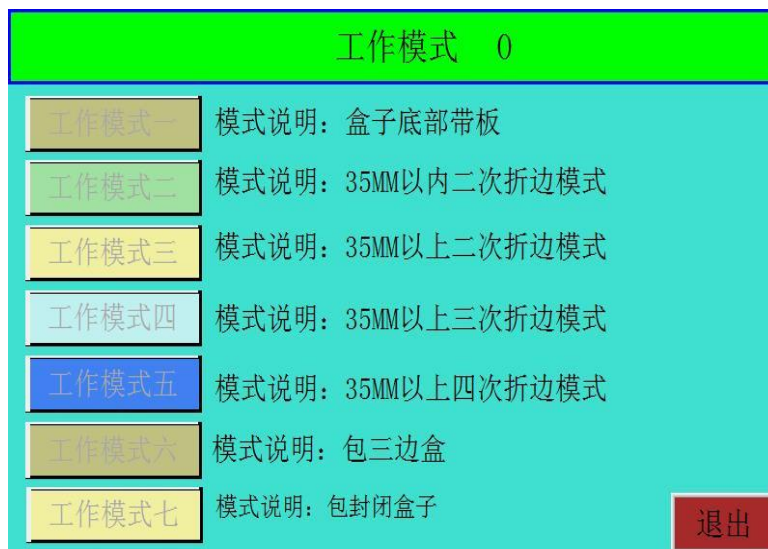 工作模式 0
工作模式一 模式说明：盒子底部带板
工作模式二 模式说明：35MM以内二次折边模式
工作模式三 模式说明：35MM以上二次折边模式
工作模式四 模式说明：35MM以上三次折边模式
工作模式五 模式说明：35MM以上四次折边模式
工作模式六 模式说明：包三边盒
工作模式七 模式说明：包封闭盒子
退出